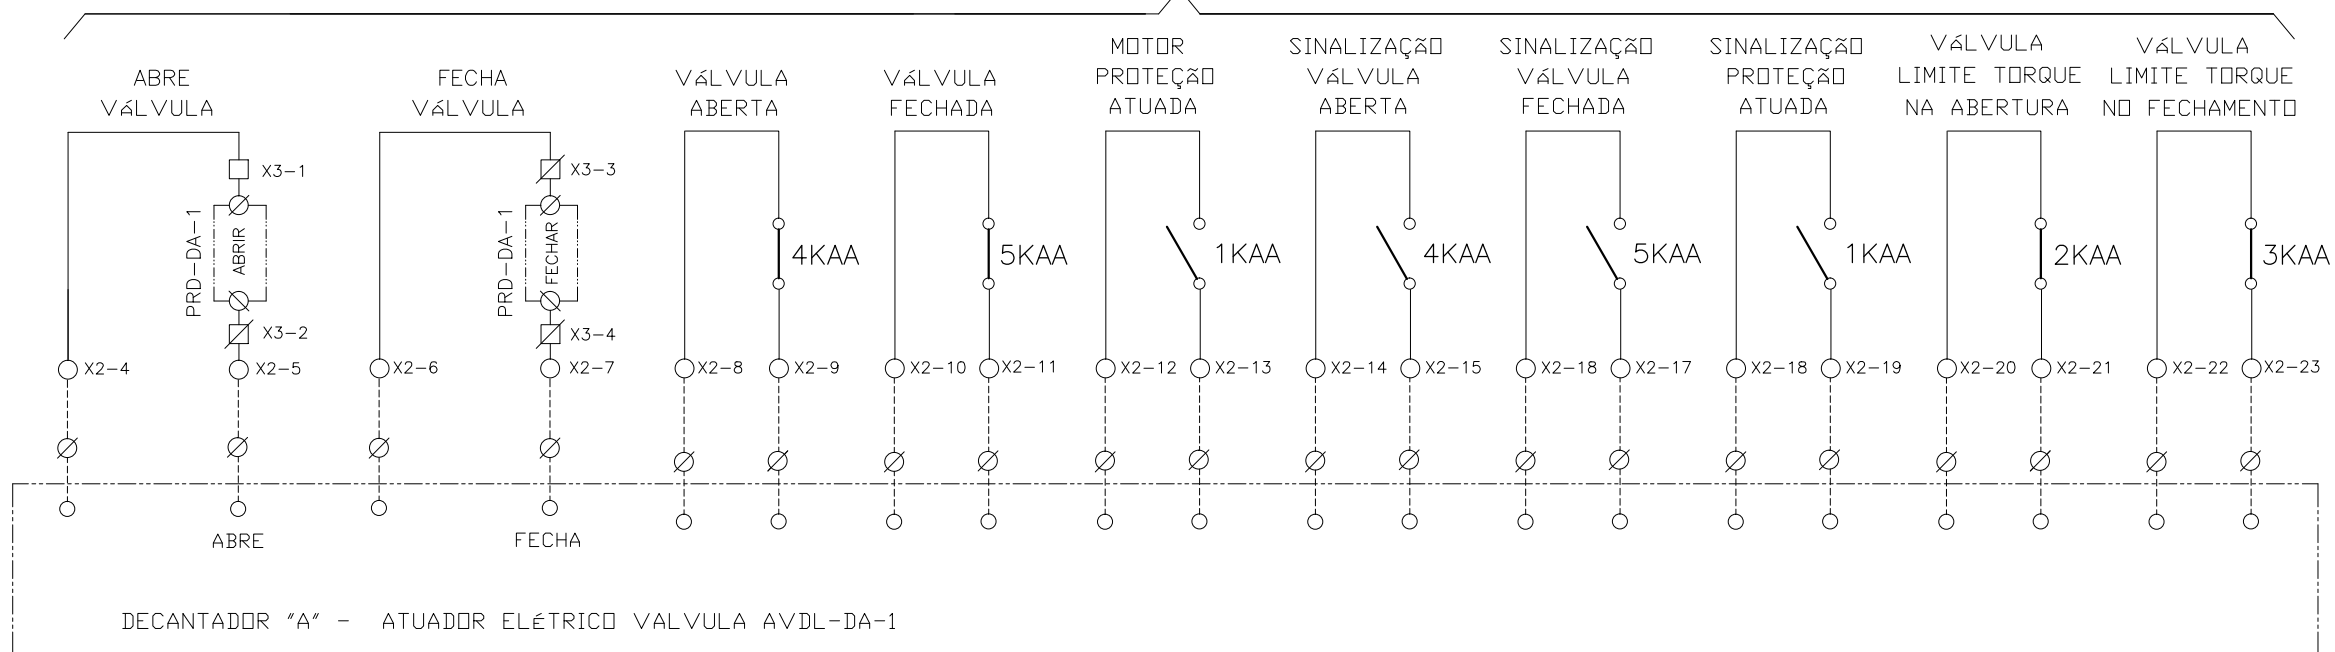 ABRE
VÁLVULA
FECHA
VÁLVULA
VÁLVULA
ABERTA
VÁLVULA
FECHADA
MOTOR
PROTEÇÃO
ATUADA
SINALIZAÇÃO
VÁLVULA
ABERTA
SINALIZAÇÃO
VÁLVULA
FECHADA
SINALIZAÇÃO
PROTEÇÃO
ATUADA
VÁLVULA
LIMITE TORQUE
NA ABERTURA
VÁLVULA
LIMITE TORQUE
NO FECHAMENTO
X3-1
X3-3
PRD-DA-1
ABRIR
PRD-DA-1
FECHAR
4KAA
5KAA
1KAA
4KAA
5KAA
1KAA
2KAA
3KAA
X3-2
X3-4
X2-4
X2-5
X2-6
X2-7
X2-8
X2-9
X2-10
X2-11
X2-12
X2-13
X2-14
X2-15
X2-18
X2-17
X2-18
X2-19
X2-20
X2-21
X2-22
X2-23
ABRE
FECHA
DECANTADOR "A" - ATUADOR ELÉTRICO VALVULA AVDL-DA-1